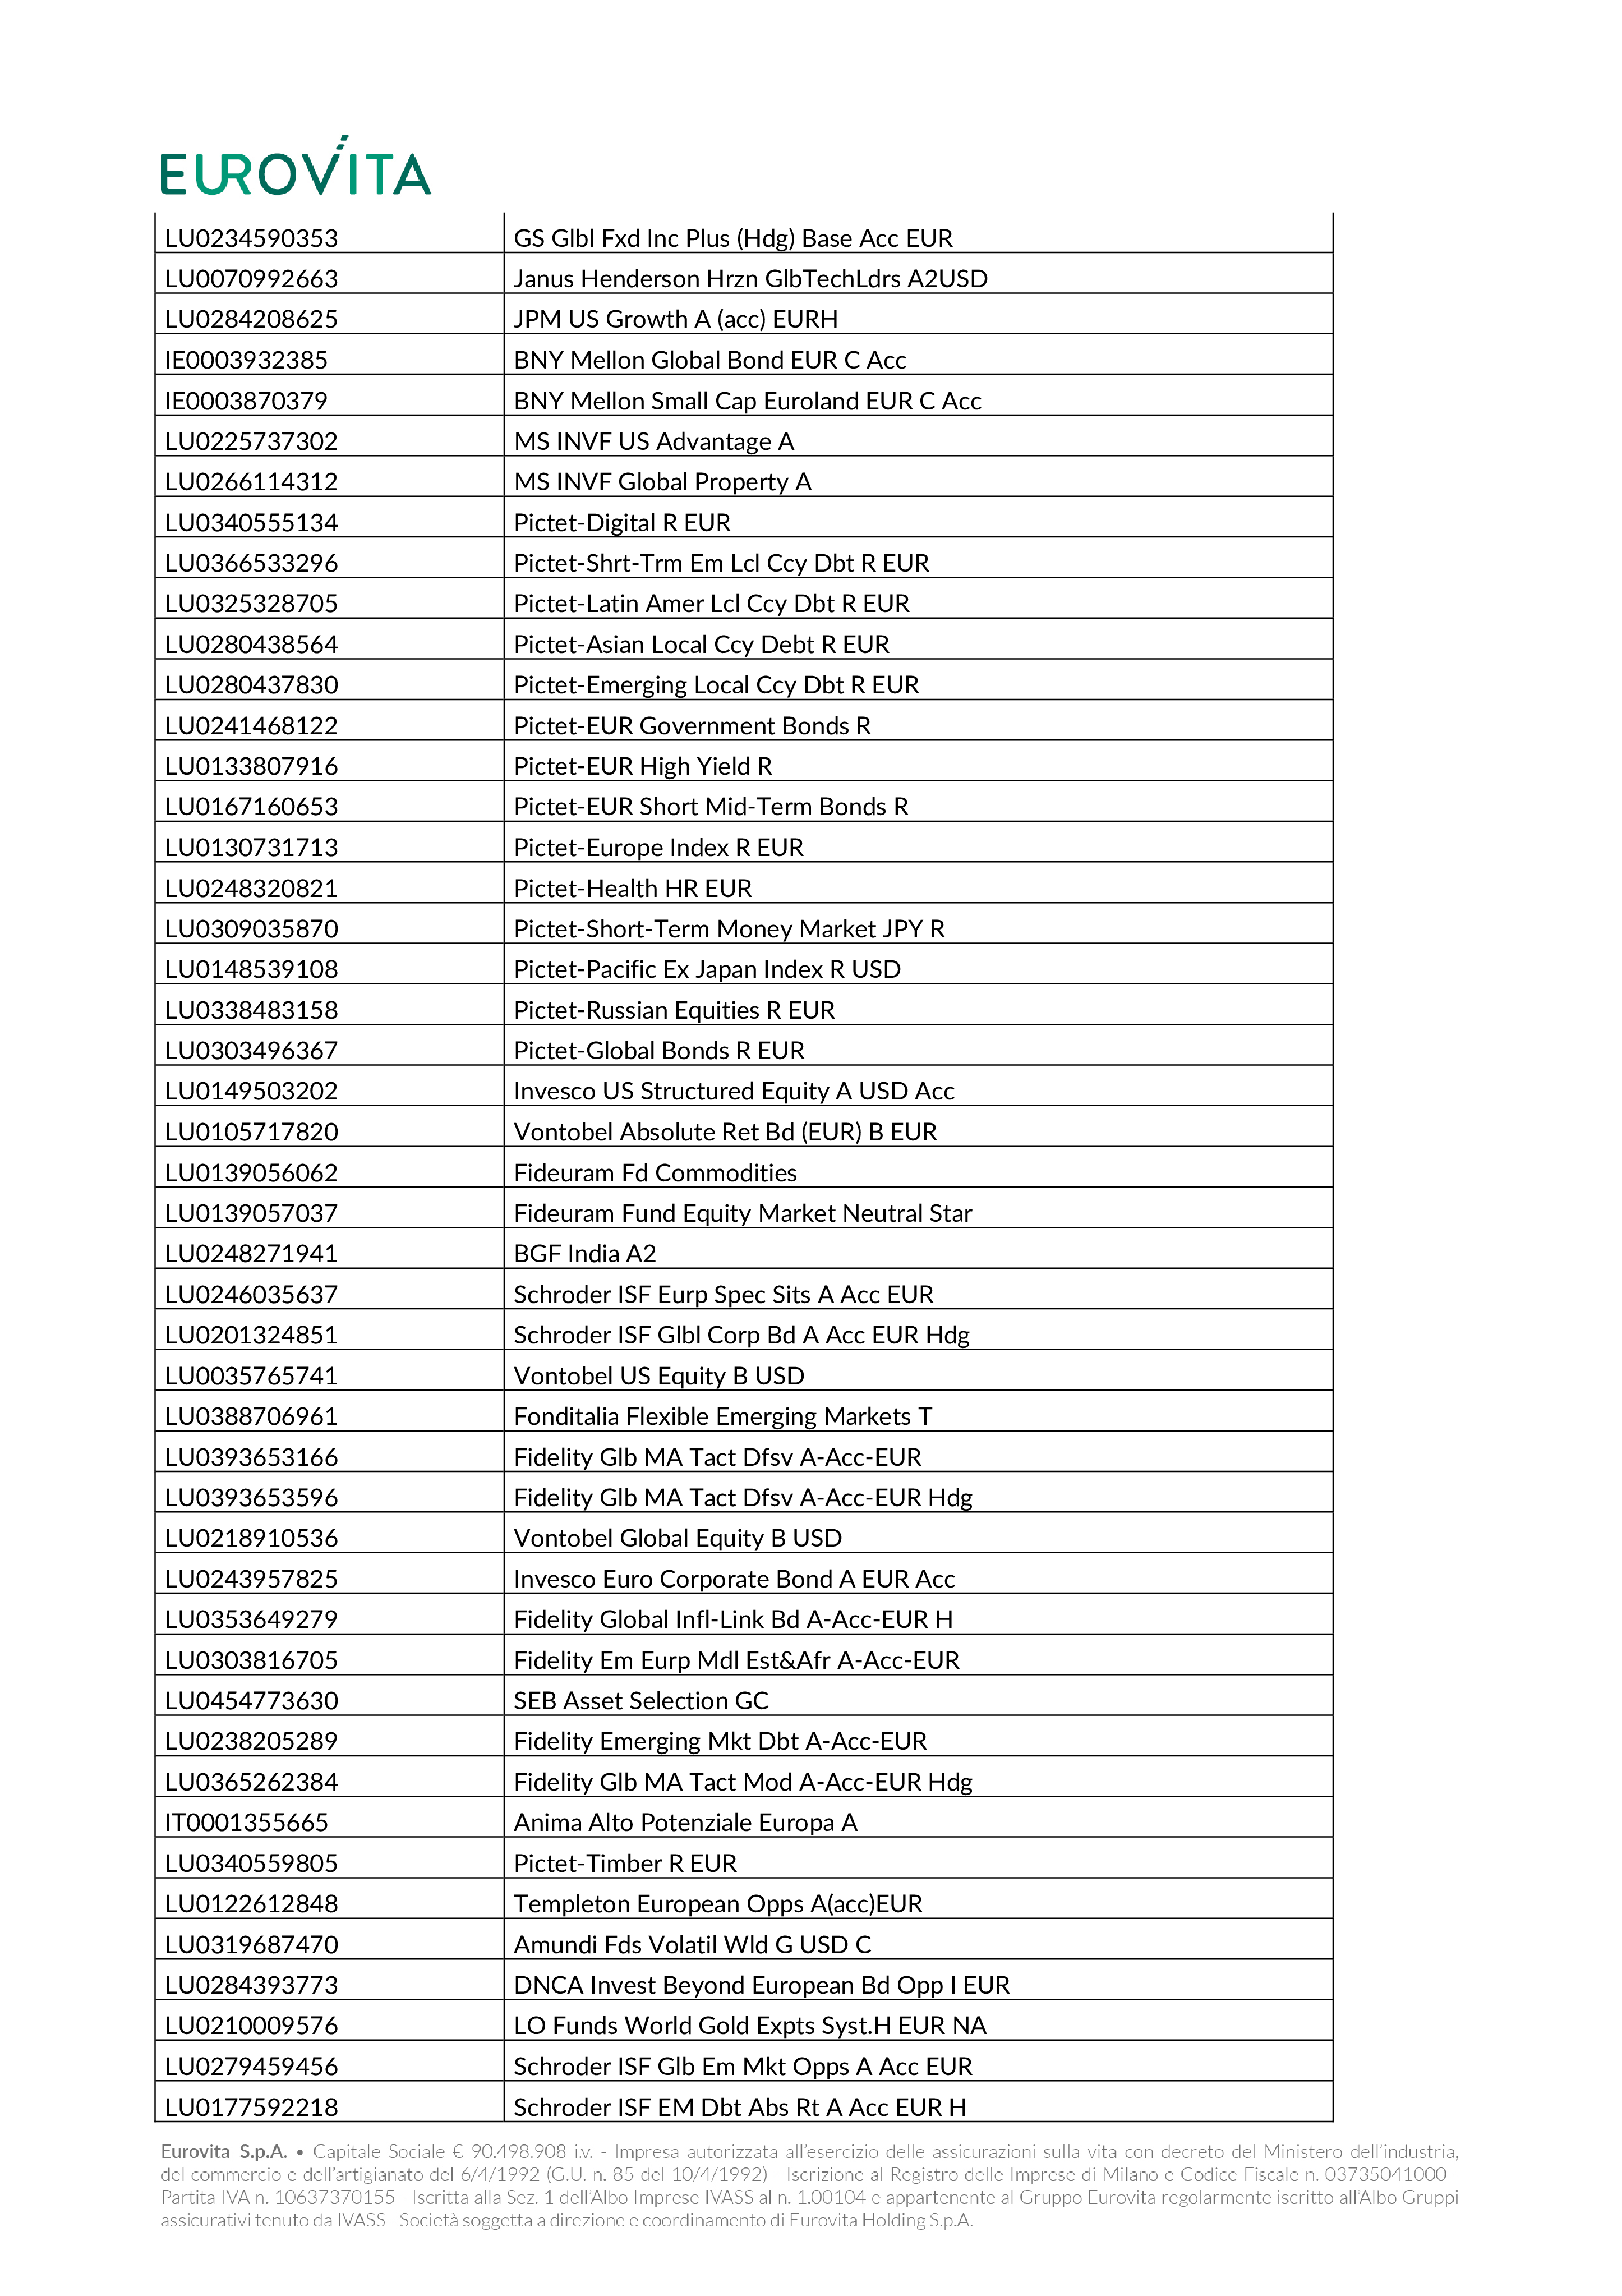 EUROVITA
LU0234590353 GS Glbl Fxd Inc Plus (Hdg) Base Acc EUR
LU0070992663 Janus Henderson Hrzn GlbTechLdrs A2USD
LU0284208625 JPM US Growth A (acc) EURH
IE0003932385 BNY Mellon Global Bond EUR C Acc
IE0003870379 BNY Mellon Small Cap Euroland EUR C Acc
LU0225737302 MS INVF US Advantage A
LU0266114312 MS INVF Global Property A
LU0340555134 Pictet-Digital R EUR
LU0366533296 Pictet-Shrt-Trm Em Lcl Ccy Dbt R EUR
LU0325328705 Pictet-Latin Amer Lcl Ccy Dbt R EUR
LU0280438564 Pictet-Asian Local Ccy Debt R EUR
LU0280437830 Pictet-Emerging Local Ccy Dbt R EUR
LU0241468122 Pictet-EUR Government Bonds R
LU0133807916 Pictet-EUR High Yield R
LU0167160653 Pictet-EUR Short Mid-Term Bonds R
LU0130731713 Pictet-Europe Index R EUR
LU0248320821 Pictet-Health HR EUR
LU0309035870 Pictet-Short-Term Money Market JPY R
LU0148539108 Pictet-Pacific Ex Japan Index R USD
LU0338483158 Pictet-Russian Equities R EUR
LU0303496367 Pictet-Global Bonds R EUR
LU0149503202 Invesco US Structured Equity A USD Acc
LU0105717820 Vontobel Absolute Ret Bd (EUR) B EUR
LU0139056062 Fideuram Fd Commodities
LU0139057037 Fideuram Fund Equity Market Neutral Star
LU0248271941 BGF India A2
LU0246035637 Schroder ISF Eurp Spec Sits A Acc EUR
LU0201324851 Schroder ISF Glbl Corp Bd A Acc EUR Hdg
LU0035765741 Vontobel US Equity B USD
LU0388706961 Fonditalia Flexible Emerging Markets T
LU0393653166 Fidelity Glb MA Tact Dfsv A-Acc-EUR
LU0393653596 Fidelity Glb MA Tact Dfsv A-Acc-EUR Hdg
LU0218910536 Vontobel Global Equity B USD
LU0243957825 Invesco Euro Corporate Bond A EUR Acc
LU0353649279 Fidelity Global Infl-Link Bd A-Acc-EUR H
LU0303816705 Fidelity Em Eurp Mdl Est&Afr A-Acc-EUR
LU0454773630 SEB Asset Selection GC
LU0238205289 Fidelity Emerging Mkt Dbt A-Acc-EUR
LU0365262384 Fidelity Glb MA Tact Mod A-Acc-EUR Hdg
IT0001355665 Anima Alto Potenziale Europa A
LU0340559805 Pictet-Timber R EUR
LU0122612848 Templeton European Opps A(acc)EUR
LU0319687470 Amundi Fds Volatil Wld G USD C
LU0284393773 DNCA Invest Beyond European Bd Opp I EUR
LU0210009576 LO Funds World Gold Expts Syst.H EUR NA
LU0279459456 Schroder ISF Glb Em Mkt Opps A Acc EUR
LU0177592218 Schroder ISF EM Dbt Abs Rt A Acc EUR H
Eurovita S.p.A. • Capitale Sociale € 90.498.908 i.v. - Impresa autorizzata all'esercizio delle assicurazioni sulla vita con decreto del Ministero dell'industria,
del commercio e dell'artigianato del 6/4/1992 (G.U. n. 85 del 10/4/1992) - Iscrizione al Registro delle Imprese di Milano e Codice Fiscale n. 03735041000 -
Partita IVA n. 10637370155 - Iscritta alla Sez. 1 dell'Albo Imprese IVASS al n. 1.00104 e appartenente al Gruppo Eurovita regolarmente iscritto all'Albo Gruppi
assicurativi tenuto da IVASS - Società soggetta a direzione e coordinamento di Eurovita Holding S.p.A.